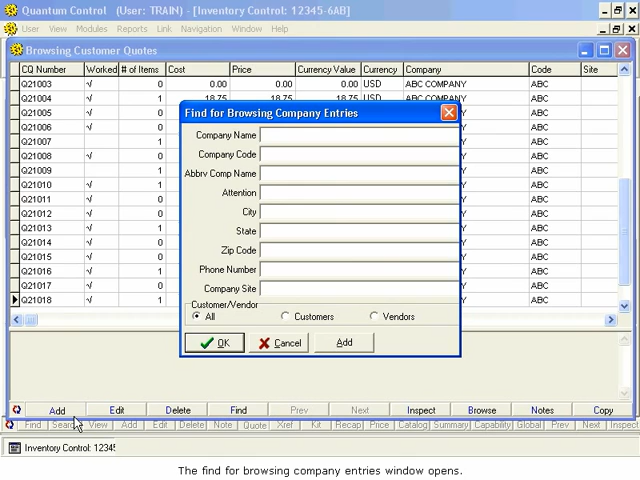 Quantum Control (User: TRAIN) - [Inventory Control: 12345-6AB]
User View Modules Reports Link Navigation Window Help
Browsing Customer Quotes
CQ Number Worked # of Items Cost Price Currency Value Currency Company Code Site
Q21003 √ 0 0.00 0.00 0.00 USD ABC COMPANY ABC
Q21004 √ 1 18.75 18.75 18.75 USD ABC COMPANY ABC
Q21005 √ 0 Y ABC
Q21006 √ 0 Y ABC
Q21007 1 Y ABC
Q21008 √ 0 Y ABC
Q21009 1 Y ABC
Q21010 √ 1 Y ABC
Q21011 √ 0 Y ABC
Q21012 √ 0 Y ABC
Q21013 √ 1 Y ABC
Q21014 √ 0 Y ABC
Q21015 √ 0 Y ABC
Q21016 √ 1 Y ABC
Q21017 √ 0 Y ABC
Q21018 √ 1 Y ABC
Find for Browsing Company Entries
Company Name
Company Code
Abbrv Comp Name
Attention
City
State
Zip Code
Phone Number
Company Site
Customer/Vendor
All Customers Vendors
OK Cancel Add
Add Edit Delete Find Prev Next Inspect Browse Notes Copy
Find Search View Add Edit Delete Note Quote Xref Kit Recap Price Catalog Summary Capability Global Prev Next Inspect
Inventory Control: 12345
The find for browsing company entries window opens.